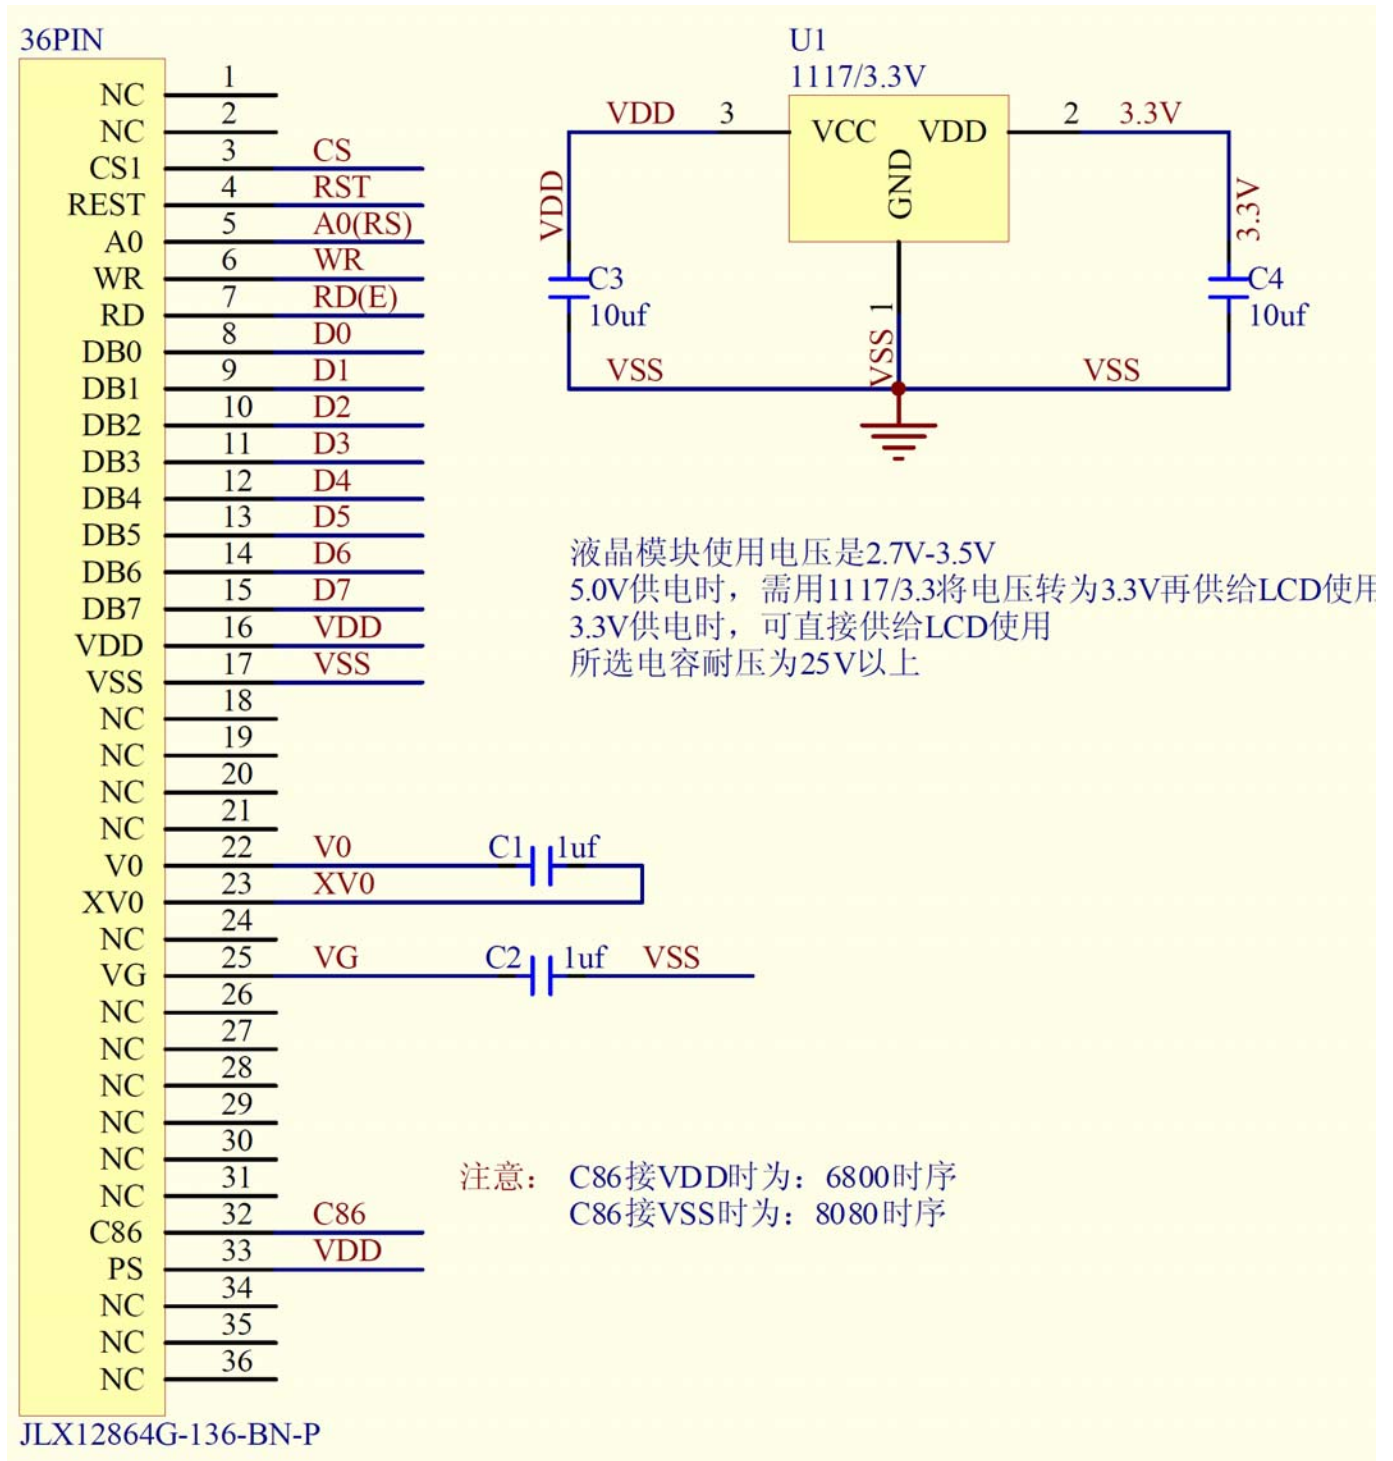 36PIN
NC 1
NC 2
CS1 3 CS
REST 4 RST
A0 5 A0(RS)
WR 6 WR
RD 7 RD(E)
DB0 8 D0
DB1 9 D1
DB2 10 D2
DB3 11 D3
DB4 12 D4
DB5 13 D5
DB6 14 D6
DB7 15 D7
VDD 16 VDD
VSS 17 VSS
NC 18
NC 19
NC 20
NC 21
V0 22 V0 C1 1uf
XV0 23 XV0
NC 24
VG 25 VG C2 1uf VSS
NC 26
NC 27
NC 28
NC 29
NC 30
NC 31
C86 32 C86
PS 33 VDD
NC 34
NC 35
NC 36
JLX12864G-136-BN-P
U1
1117/3.3V
VDD 3 VCC VDD 2 3.3V
GND
VDD
3.3V
C3
10uf
C4
10uf
1
VSS
VSS
VSS
液晶模块使用电压是2.7V-3.5V
5.0V供电时，需用1117/3.3将电压转为3.3V再供给LCD使用
3.3V供电时，可直接供给LCD使用
所选电容耐压为25V以上
注意： C86接VDD时为：6800时序
C86接VSS时为：8080时序